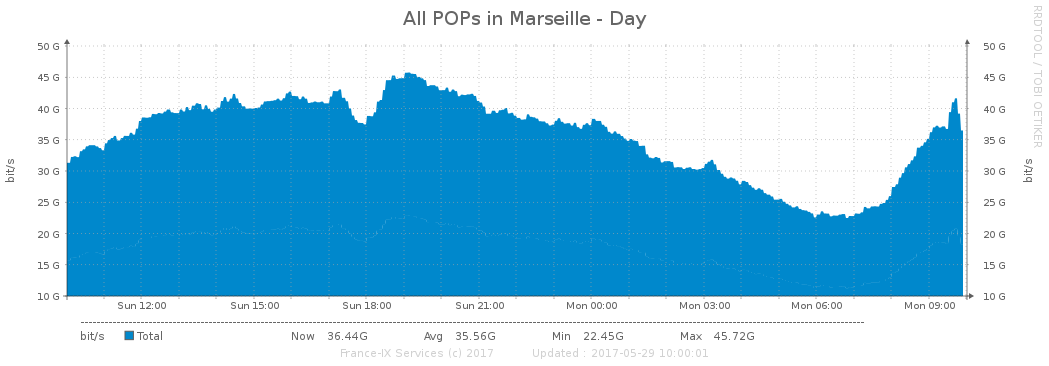 All POPs in Marseille - Day
RRDTOOL / TOBI OETIKER
50 G 50 G
45 G 45 G
40 G 40 G
35 G 35 G
30 G 30 G
25 G 25 G
20 G 20 G
15 G 15 G
10 G 10 G
bit/s bit/s
Sun 12:00 Sun 15:00 Sun 18:00 Sun 21:00 Mon 00:00 Mon 03:00 Mon 06:00 Mon 09:00
bit/s Total Now 36.44G Avg 35.56G Min 22.45G Max 45.72G
France-IX Services (c) 2017 Updated : 2017-05-29 10:00:01